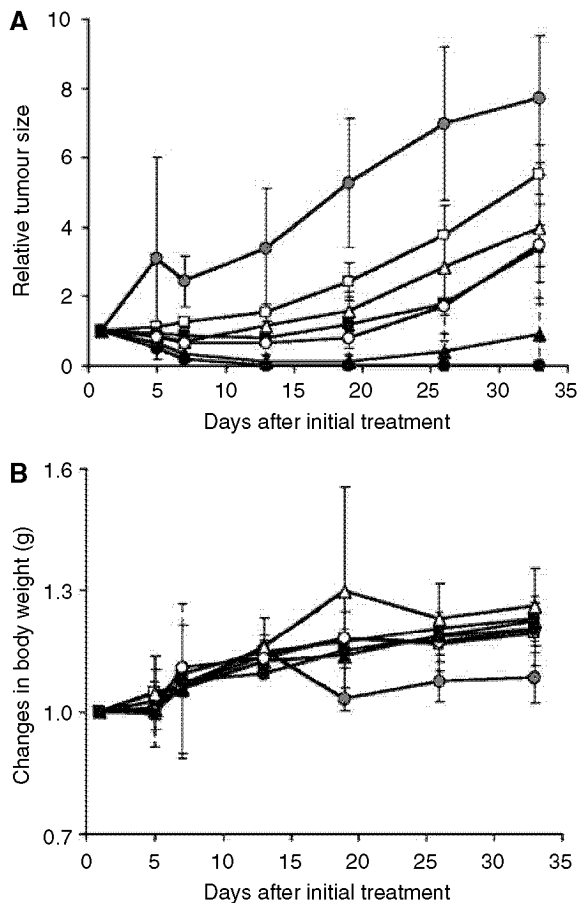 A
10
8
6
4
2
0
Relative tumour size
0 5 10 15 20 25 30 35
Days after initial treatment
B
1.6
1.3
1.0
0.7
Changes in body weight (g)
0 5 10 15 20 25 30 35
Days after initial treatment